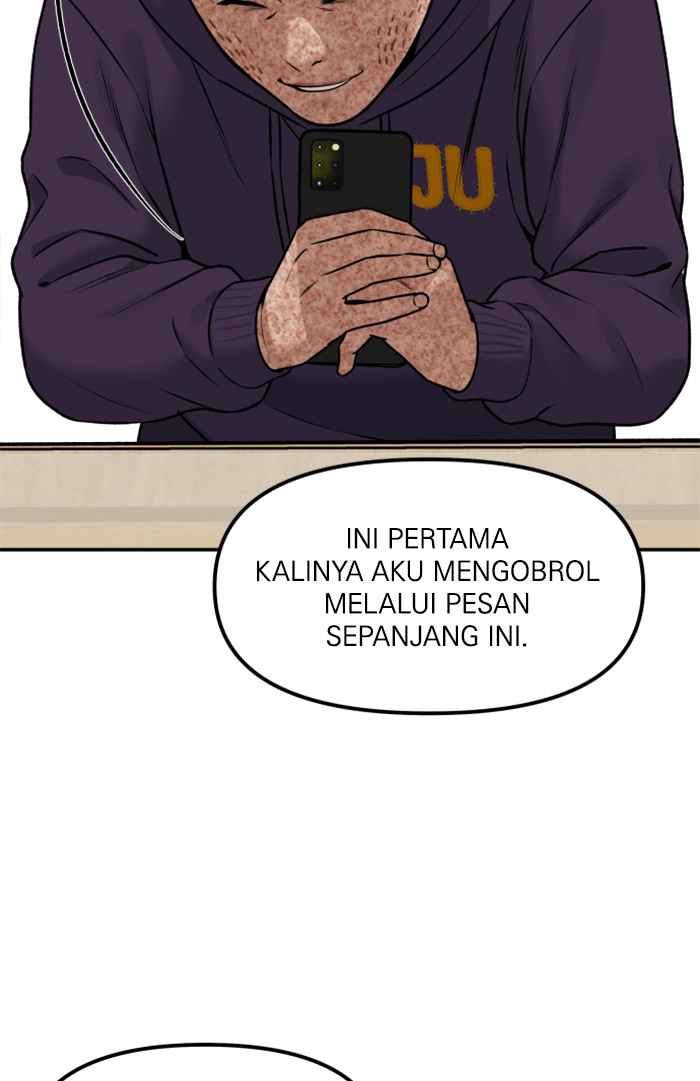 JU
INI PERTAMA
KALINYA AKU MENGOBROL
MELALUI PESAN
SEPANJANG INI.